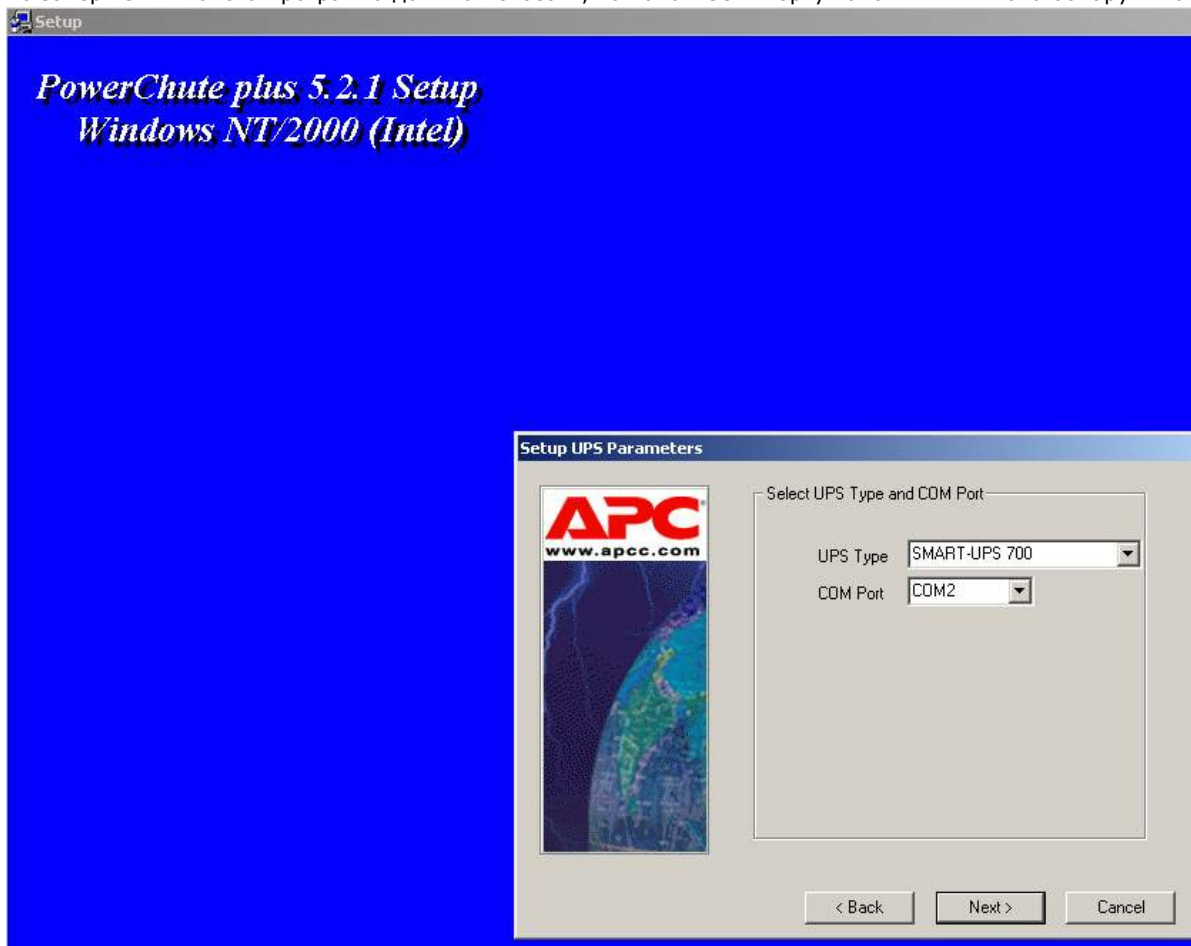 Setup
PowerChute plus 5.2.1 Setup
Windows NT/2000 (Intel)
Setup UPS Parameters
APC
www.apcc.com
Select UPS Type and COM Port
UPS Type SMART-UPS 700
COM Port COM2
< Back Next > Cancel